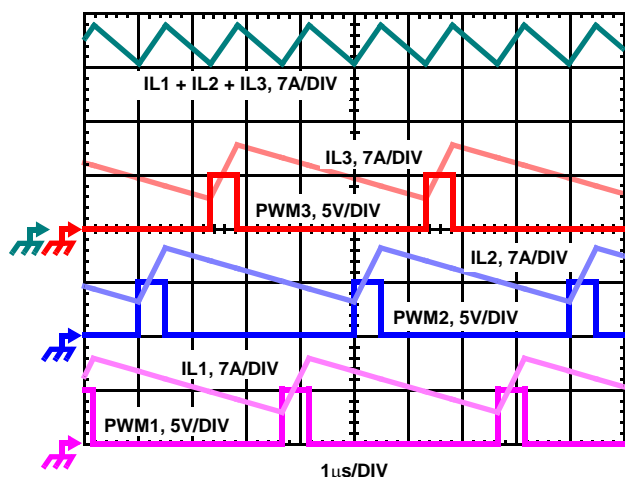 IL1 + IL2 + IL3, 7A/DIV
IL3, 7A/DIV
PWM3, 5V/DIV
IL2, 7A/DIV
PWM2, 5V/DIV
IL1, 7A/DIV
PWM1, 5V/DIV
1µs/DIV